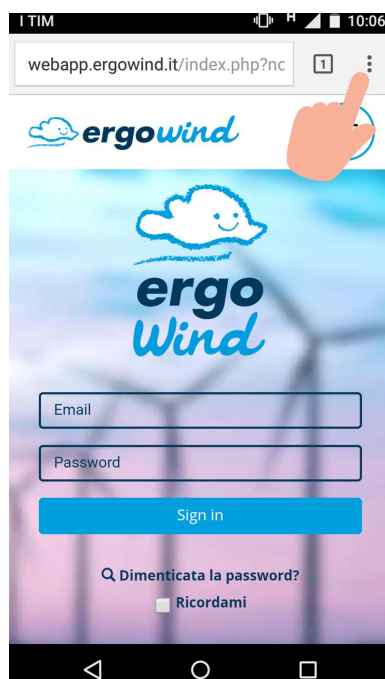 I TIM H 10:06
webapp.ergowind.it/index.php?nc 1
ergowind
ergo
Wind
Email
Password
Sign in
Dimenticata la password?
Ricordami